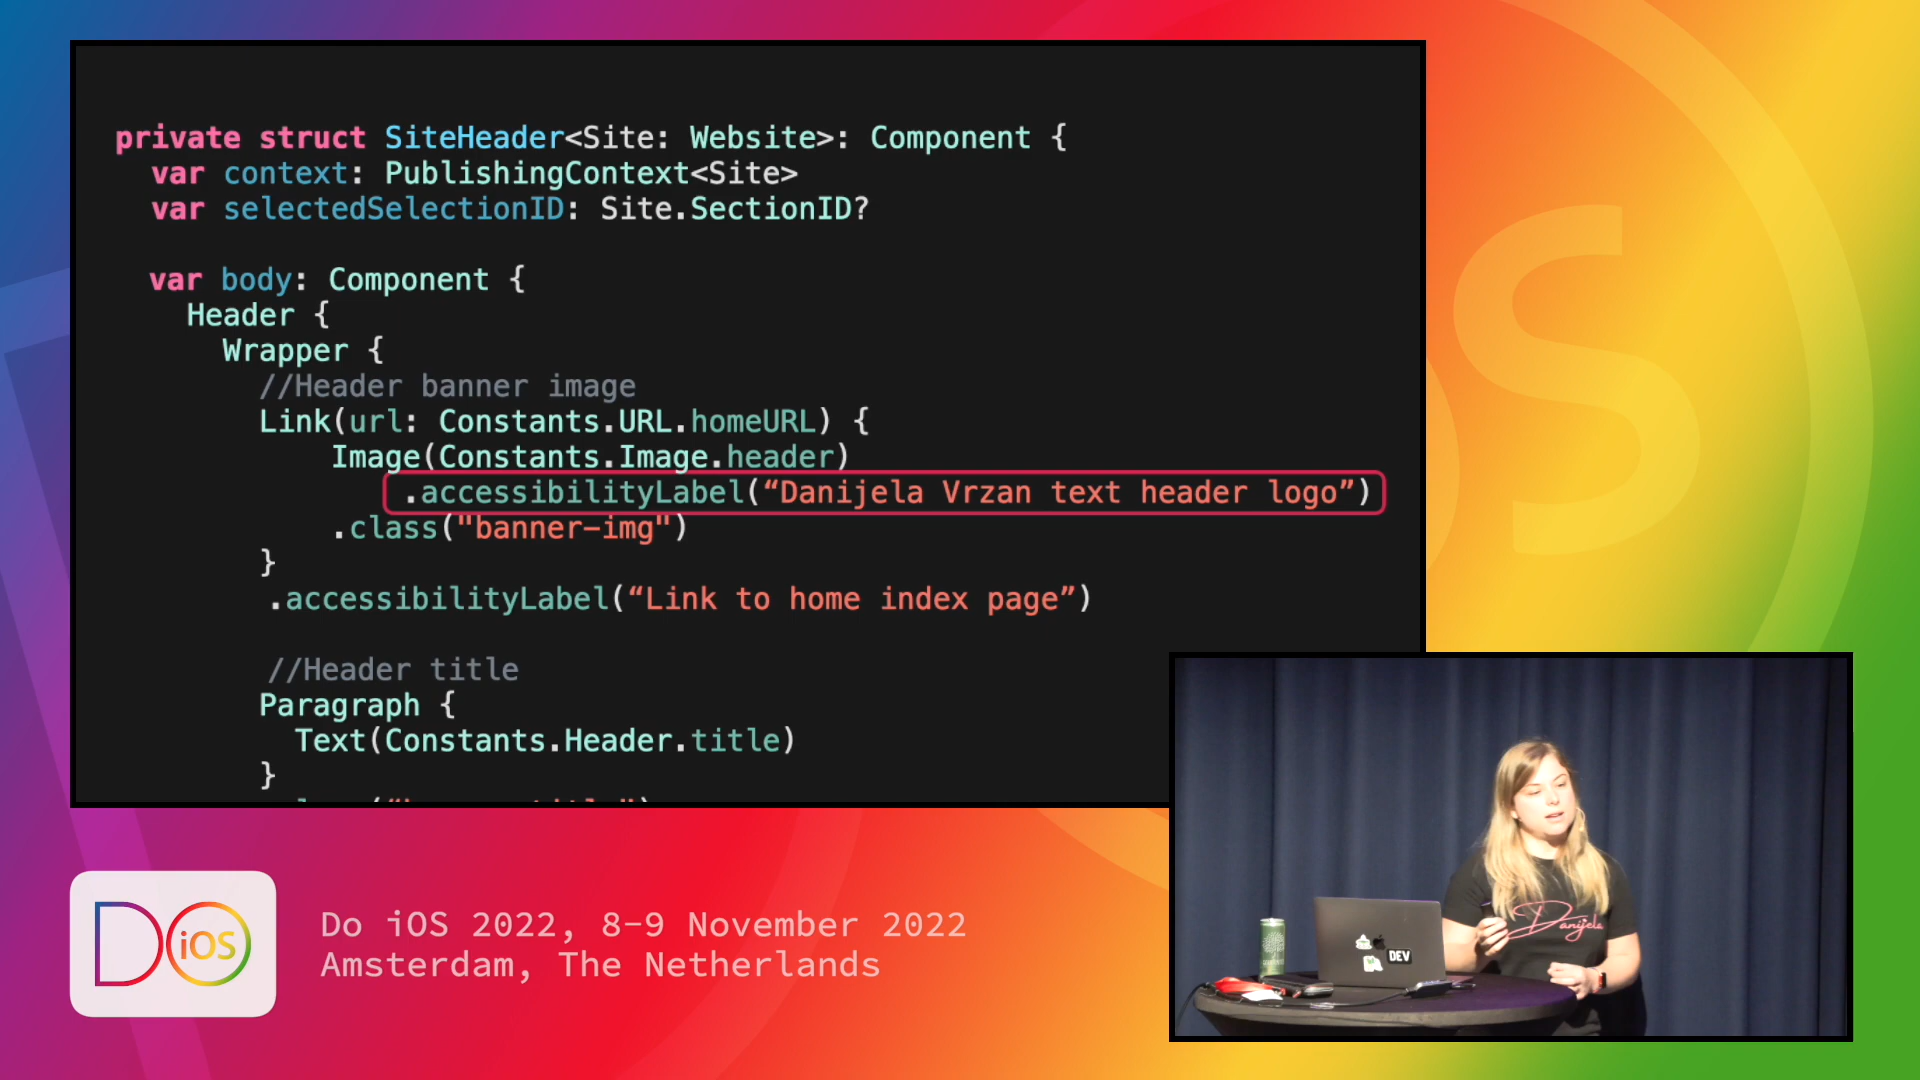 private struct SiteHeader<Site: Website>: Component {
var context: PublishingContext<Site>
var selectedSelectionID: Site.SectionID?
var body: Component {
Header {
Wrapper {
//Header banner image
Link(url: Constants.URL.homeURL) {
Image(Constants.Image.header)
.accessibilityLabel(“Danijela Vrzan text header logo”)
.class("banner-img")
}
.accessibilityLabel(“Link to home index page”)
//Header title
Paragraph {
Text(Constants.Header.title)
}
DO iOS
Do iOS 2022, 8-9 November 2022
Amsterdam, The Netherlands
Danijela
DEV